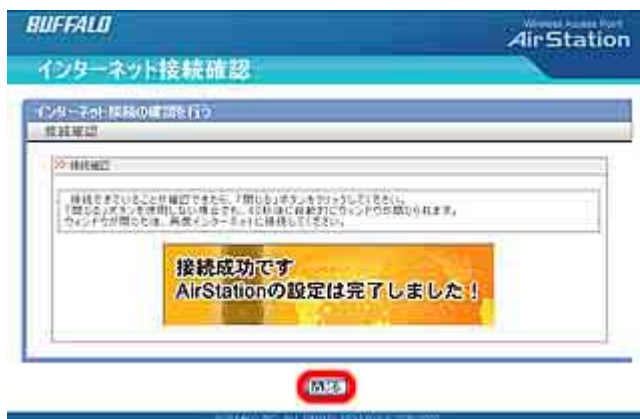 BUFFALO
AirStation
インターネット接続確認
インターネット接続の確認を行う
接続確認
接続確認
接続できていることが確認できたら、「閉じる」ボタンをクリックしてください。
「閉じる」ボタンを使用しない場合でも、60秒後に自動的にウィンドウが閉じられます。
ウィンドウが閉じた後、再度インターネットに接続してください。
接続成功です
AirStationの設定は完了しました!
閉じる